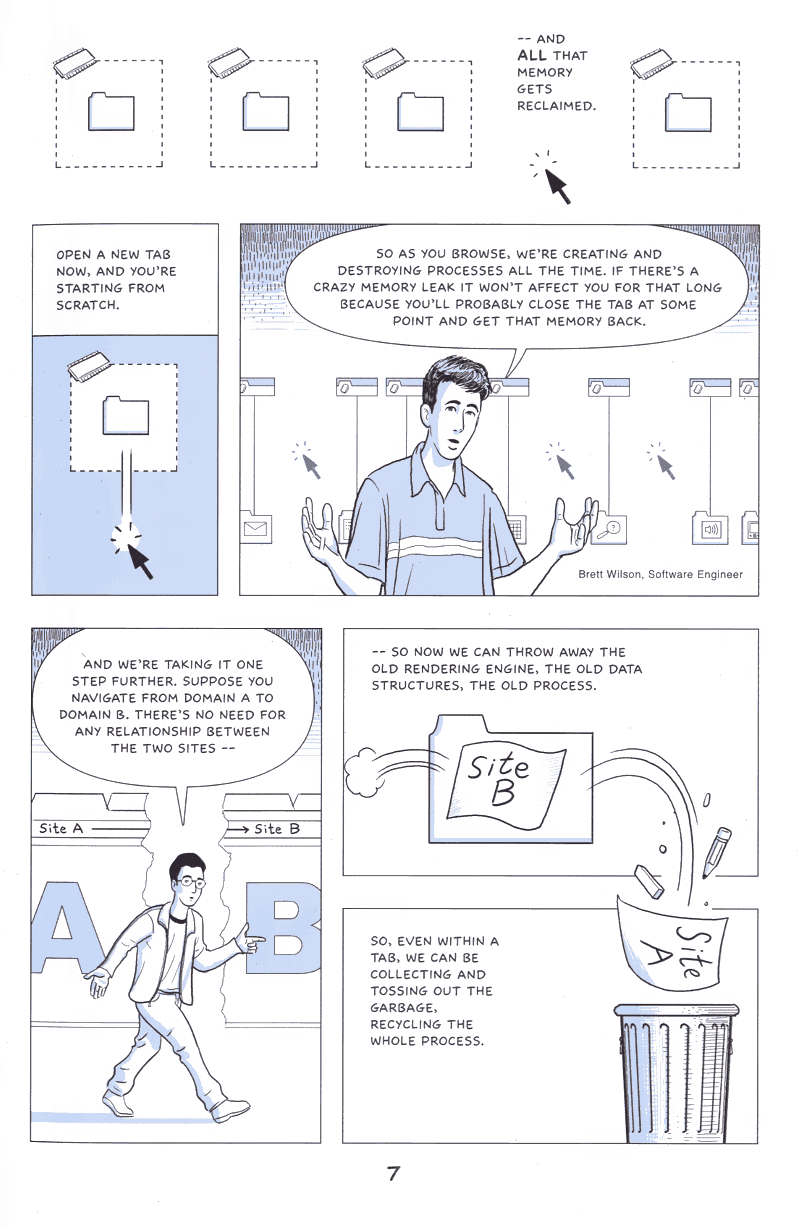 -- AND
ALL THAT
MEMORY
GETS
RECLAIMED.
OPEN A NEW TAB
NOW, AND YOU'RE
STARTING FROM
SCRATCH.
SO AS YOU BROWSE, WE'RE CREATING AND
DESTROYING PROCESSES ALL THE TIME. IF THERE'S A
CRAZY MEMORY LEAK IT WON'T AFFECT YOU FOR THAT LONG
BECAUSE YOU'LL PROBABLY CLOSE THE TAB AT SOME
POINT AND GET THAT MEMORY BACK.
?
Brett Wilson, Software Engineer
AND WE'RE TAKING IT ONE
STEP FURTHER. SUPPOSE YOU
NAVIGATE FROM DOMAIN A TO
DOMAIN B. THERE'S NO NEED FOR
ANY RELATIONSHIP BETWEEN
THE TWO SITES --
Site A → Site B
A B
-- SO NOW WE CAN THROW AWAY THE
OLD RENDERING ENGINE, THE OLD DATA
STRUCTURES, THE OLD PROCESS.
Site
B
SO, EVEN WITHIN A
TAB, WE CAN BE
COLLECTING AND
TOSSING OUT THE
GARBAGE,
RECYCLING THE
WHOLE PROCESS.
Site
A
7